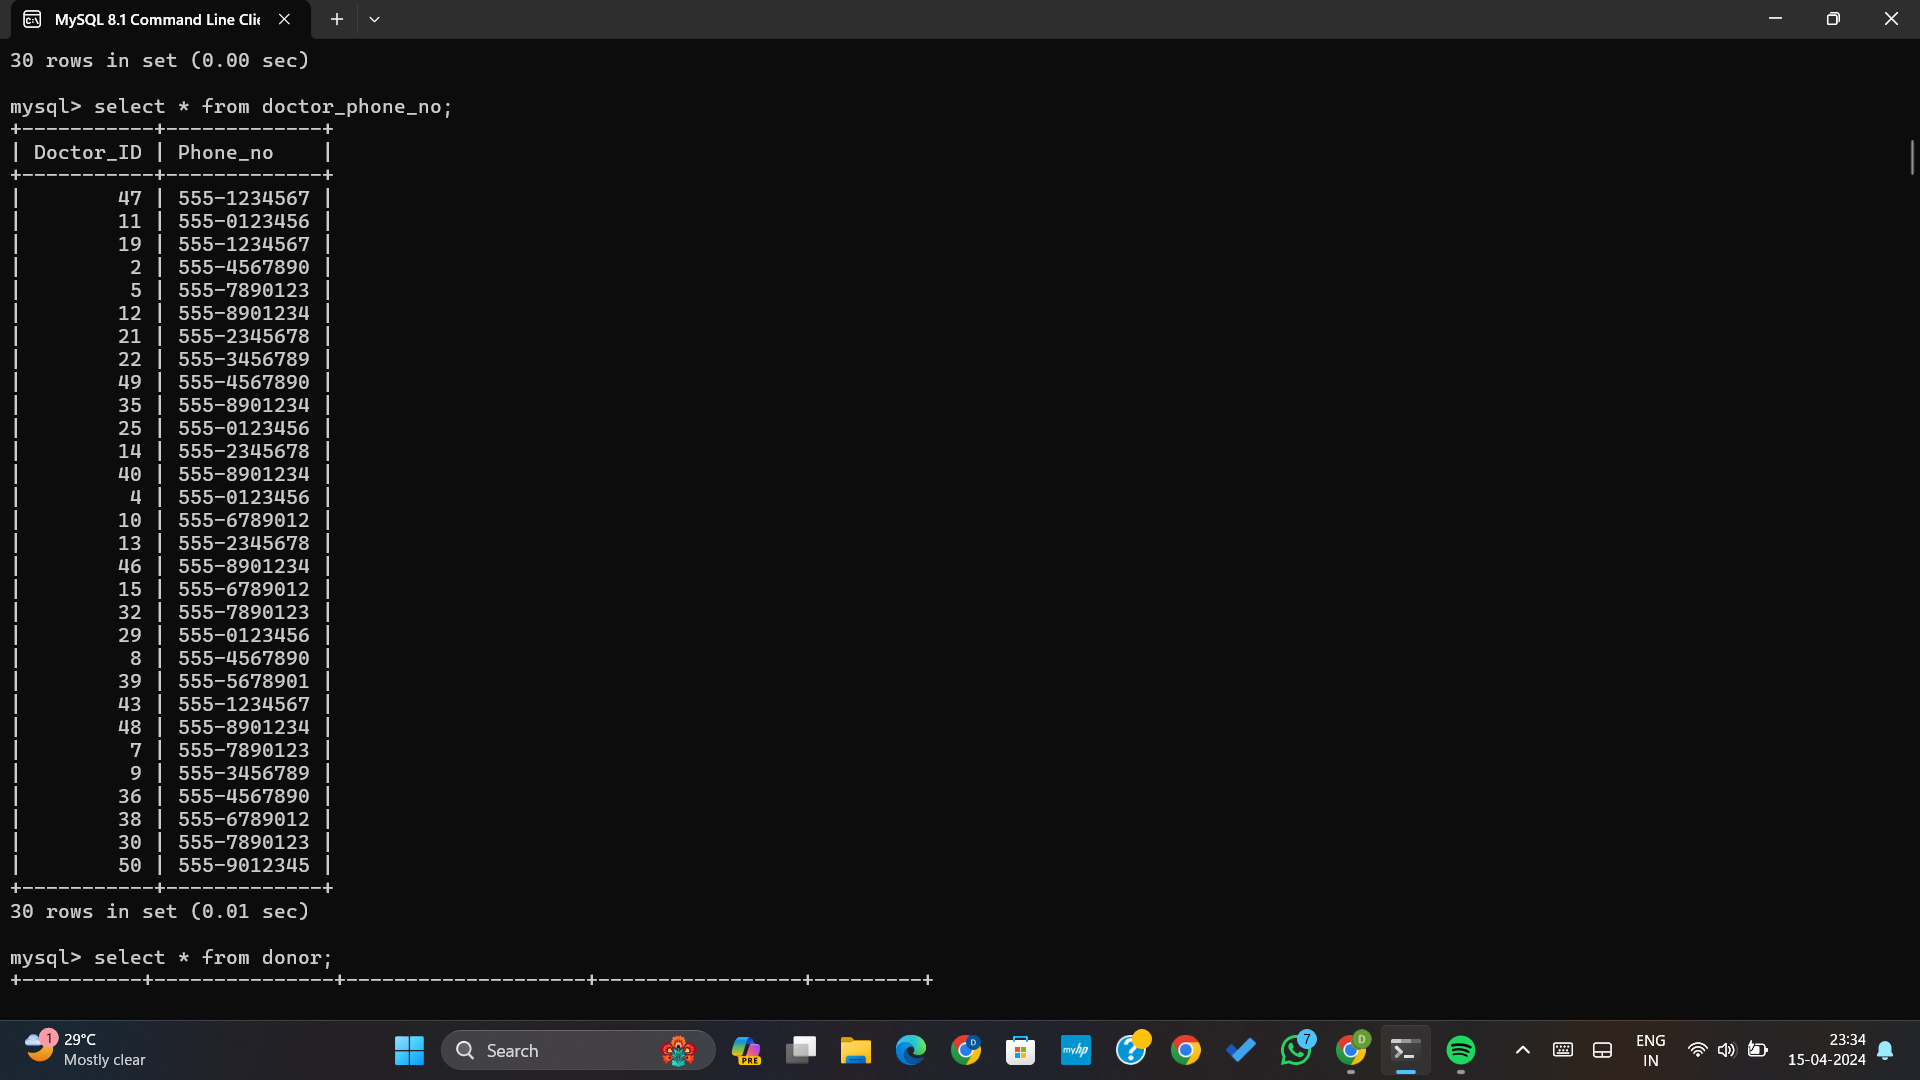 MySQL 8.1 Command Line Clie
30 rows in set (0.00 sec)
mysql> select * from doctor_phone_no;
+-----------+-------------+
| Doctor_ID | Phone_no    |
+-----------+-------------+
|        47 | 555-1234567 |
|        11 | 555-0123456 |
|        19 | 555-1234567 |
|         2 | 555-4567890 |
|         5 | 555-7890123 |
|        12 | 555-8901234 |
|        21 | 555-2345678 |
|        22 | 555-3456789 |
|        49 | 555-4567890 |
|        35 | 555-8901234 |
|        25 | 555-0123456 |
|        14 | 555-2345678 |
|        40 | 555-8901234 |
|         4 | 555-0123456 |
|        10 | 555-6789012 |
|        13 | 555-2345678 |
|        46 | 555-8901234 |
|        15 | 555-6789012 |
|        32 | 555-7890123 |
|        29 | 555-0123456 |
|         8 | 555-4567890 |
|        39 | 555-5678901 |
|        43 | 555-1234567 |
|        48 | 555-8901234 |
|         7 | 555-7890123 |
|         9 | 555-3456789 |
|        36 | 555-4567890 |
|        38 | 555-6789012 |
|        30 | 555-7890123 |
|        50 | 555-9012345 |
+-----------+-------------+
30 rows in set (0.01 sec)
mysql> select * from donor;
+----------+---------------+--------------------+-----------------+---------+
1
29°C
Mostly clear
Search
PRE
D
myhp
7
D
ENG
IN
23:34
15-04-2024